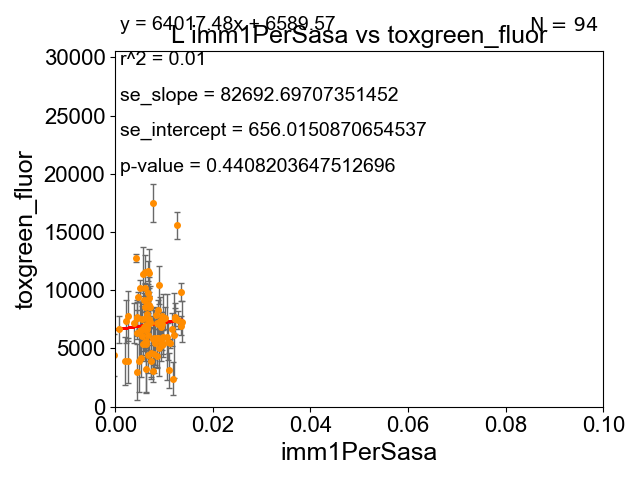 y = 64017.48x + 6589.57
N = 94
L imm1PerSasa vs toxgreen_fluor
r^2 = 0.01
se_slope = 82692.69707351452
se_intercept = 656.0150870654537
p-value = 0.4408203647512696
30000
25000
20000
15000
10000
5000
0
toxgreen_fluor
0.00 0.02 0.04 0.06 0.08 0.10
imm1PerSasa